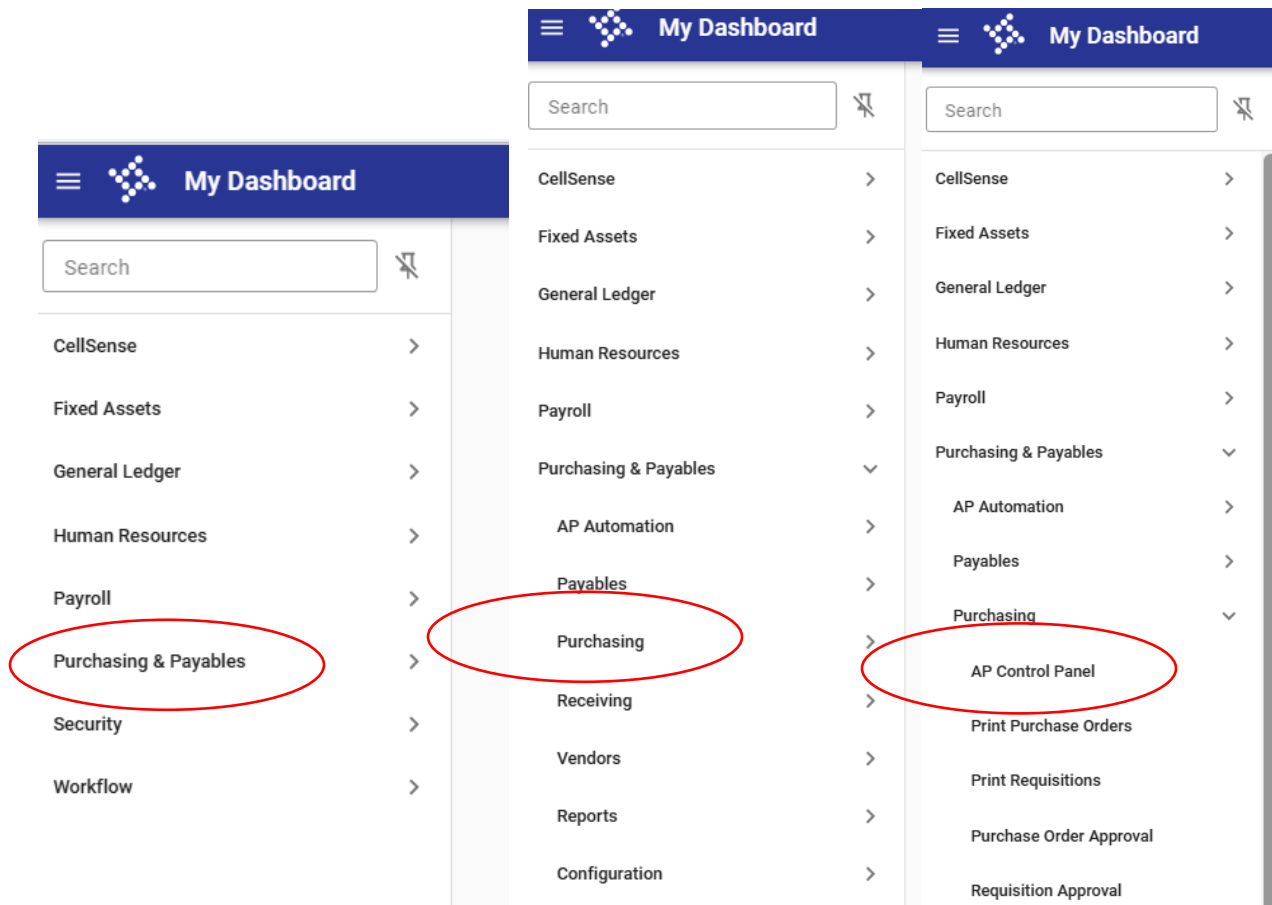 My Dashboard
Search
CellSense
Fixed Assets
General Ledger
Human Resources
Payroll
Purchasing & Payables
Security
Workflow
My Dashboard
Search
CellSense
Fixed Assets
General Ledger
Human Resources
Payroll
Purchasing & Payables
AP Automation
Payables
Purchasing
Receiving
Vendors
Reports
Configuration
My Dashboard
Search
CellSense
Fixed Assets
General Ledger
Human Resources
Payroll
Purchasing & Payables
AP Automation
Payables
Purchasing
AP Control Panel
Print Purchase Orders
Print Requisitions
Purchase Order Approval
Requisition Approval